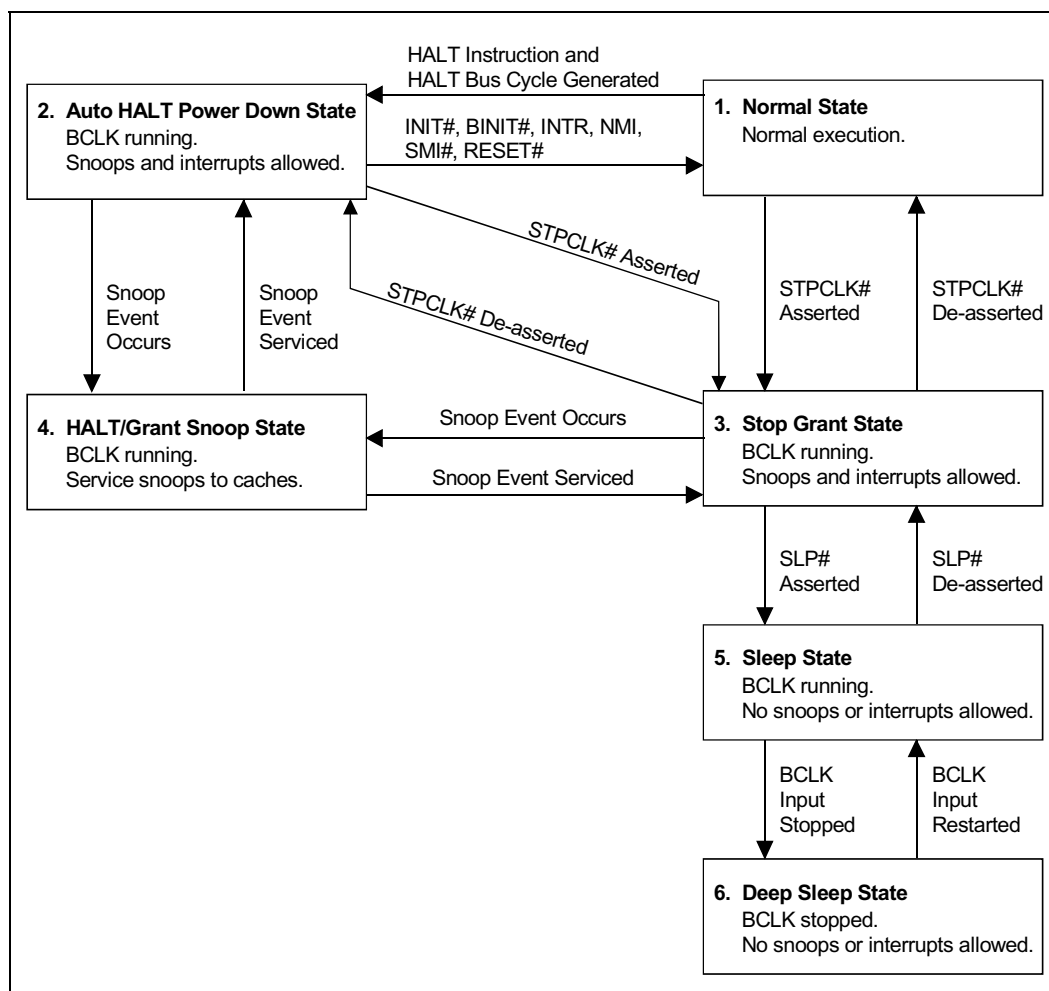 HALT Instruction and
HALT Bus Cycle Generated
2. Auto HALT Power Down State
BCLK running.
Snoops and interrupts allowed.
1. Normal State
Normal execution.
INIT#, BINIT#, INTR, NMI,
SMI#, RESET#
STPCLK# Asserted
STPCLK# De-asserted
Snoop
Event
Occurs
Snoop
Event
Serviced
STPCLK#
Asserted
STPCLK#
De-asserted
4. HALT/Grant Snoop State
BCLK running.
Service snoops to caches.
Snoop Event Occurs
Snoop Event Serviced
3. Stop Grant State
BCLK running.
Snoops and interrupts allowed.
SLP#
Asserted
SLP#
De-asserted
5. Sleep State
BCLK running.
No snoops or interrupts allowed.
BCLK
Input
Stopped
BCLK
Input
Restarted
6. Deep Sleep State
BCLK stopped.
No snoops or interrupts allowed.